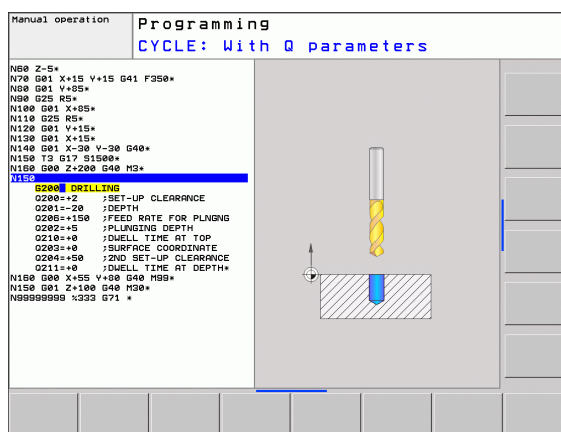 Manual operation
Programming
CYCLE: With Q parameters
N60 Z-5*
N70 G01 X+15 Y+15 G41 F350*
N80 G01 Y+85*
N90 G25 R5*
N100 G01 X+85*
N110 G25 R5*
N120 G01 Y+15*
N130 G01 X+15*
N140 G01 X-30 Y-30 G40*
N150 T3 G17 S1500*
N160 G00 Z+200 G40 M3*
N150
G200 DRILLING
Q200=+2 ;SET-UP CLEARANCE
Q201=-20 ;DEPTH
Q206=+150 ;FEED RATE FOR PLNGNG
Q202=+5 ;PLUNGING DEPTH
Q210=+0 ;DWELL TIME AT TOP
Q203=+0 ;SURFACE COORDINATE
Q204=+50 ;2ND SET-UP CLEARANCE
Q211=+0 ;DWELL TIME AT DEPTH*
N160 G00 X+55 Y+80 G40 M99*
N150 G01 Z+100 G40 M30*
N99999999 %333 G71 *